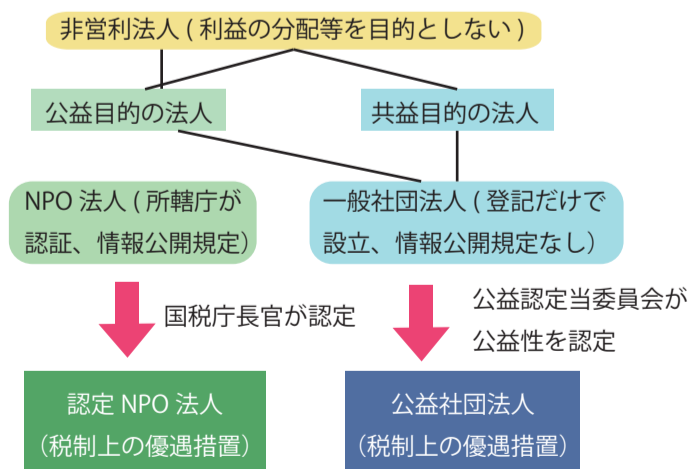 非営利法人 ( 利益の分配等を目的としない )
公益目的の法人
共益目的の法人
NPO 法人 ( 所轄庁が
認証、情報公開規定)
一般社団法人 ( 登記だけで
設立、情報公開規定なし)
国税庁長官が認定
公益認定当委員会が
公益性を認定
認定 NPO 法人
(税制上の優遇措置)
公益社団法人
(税制上の優遇措置)